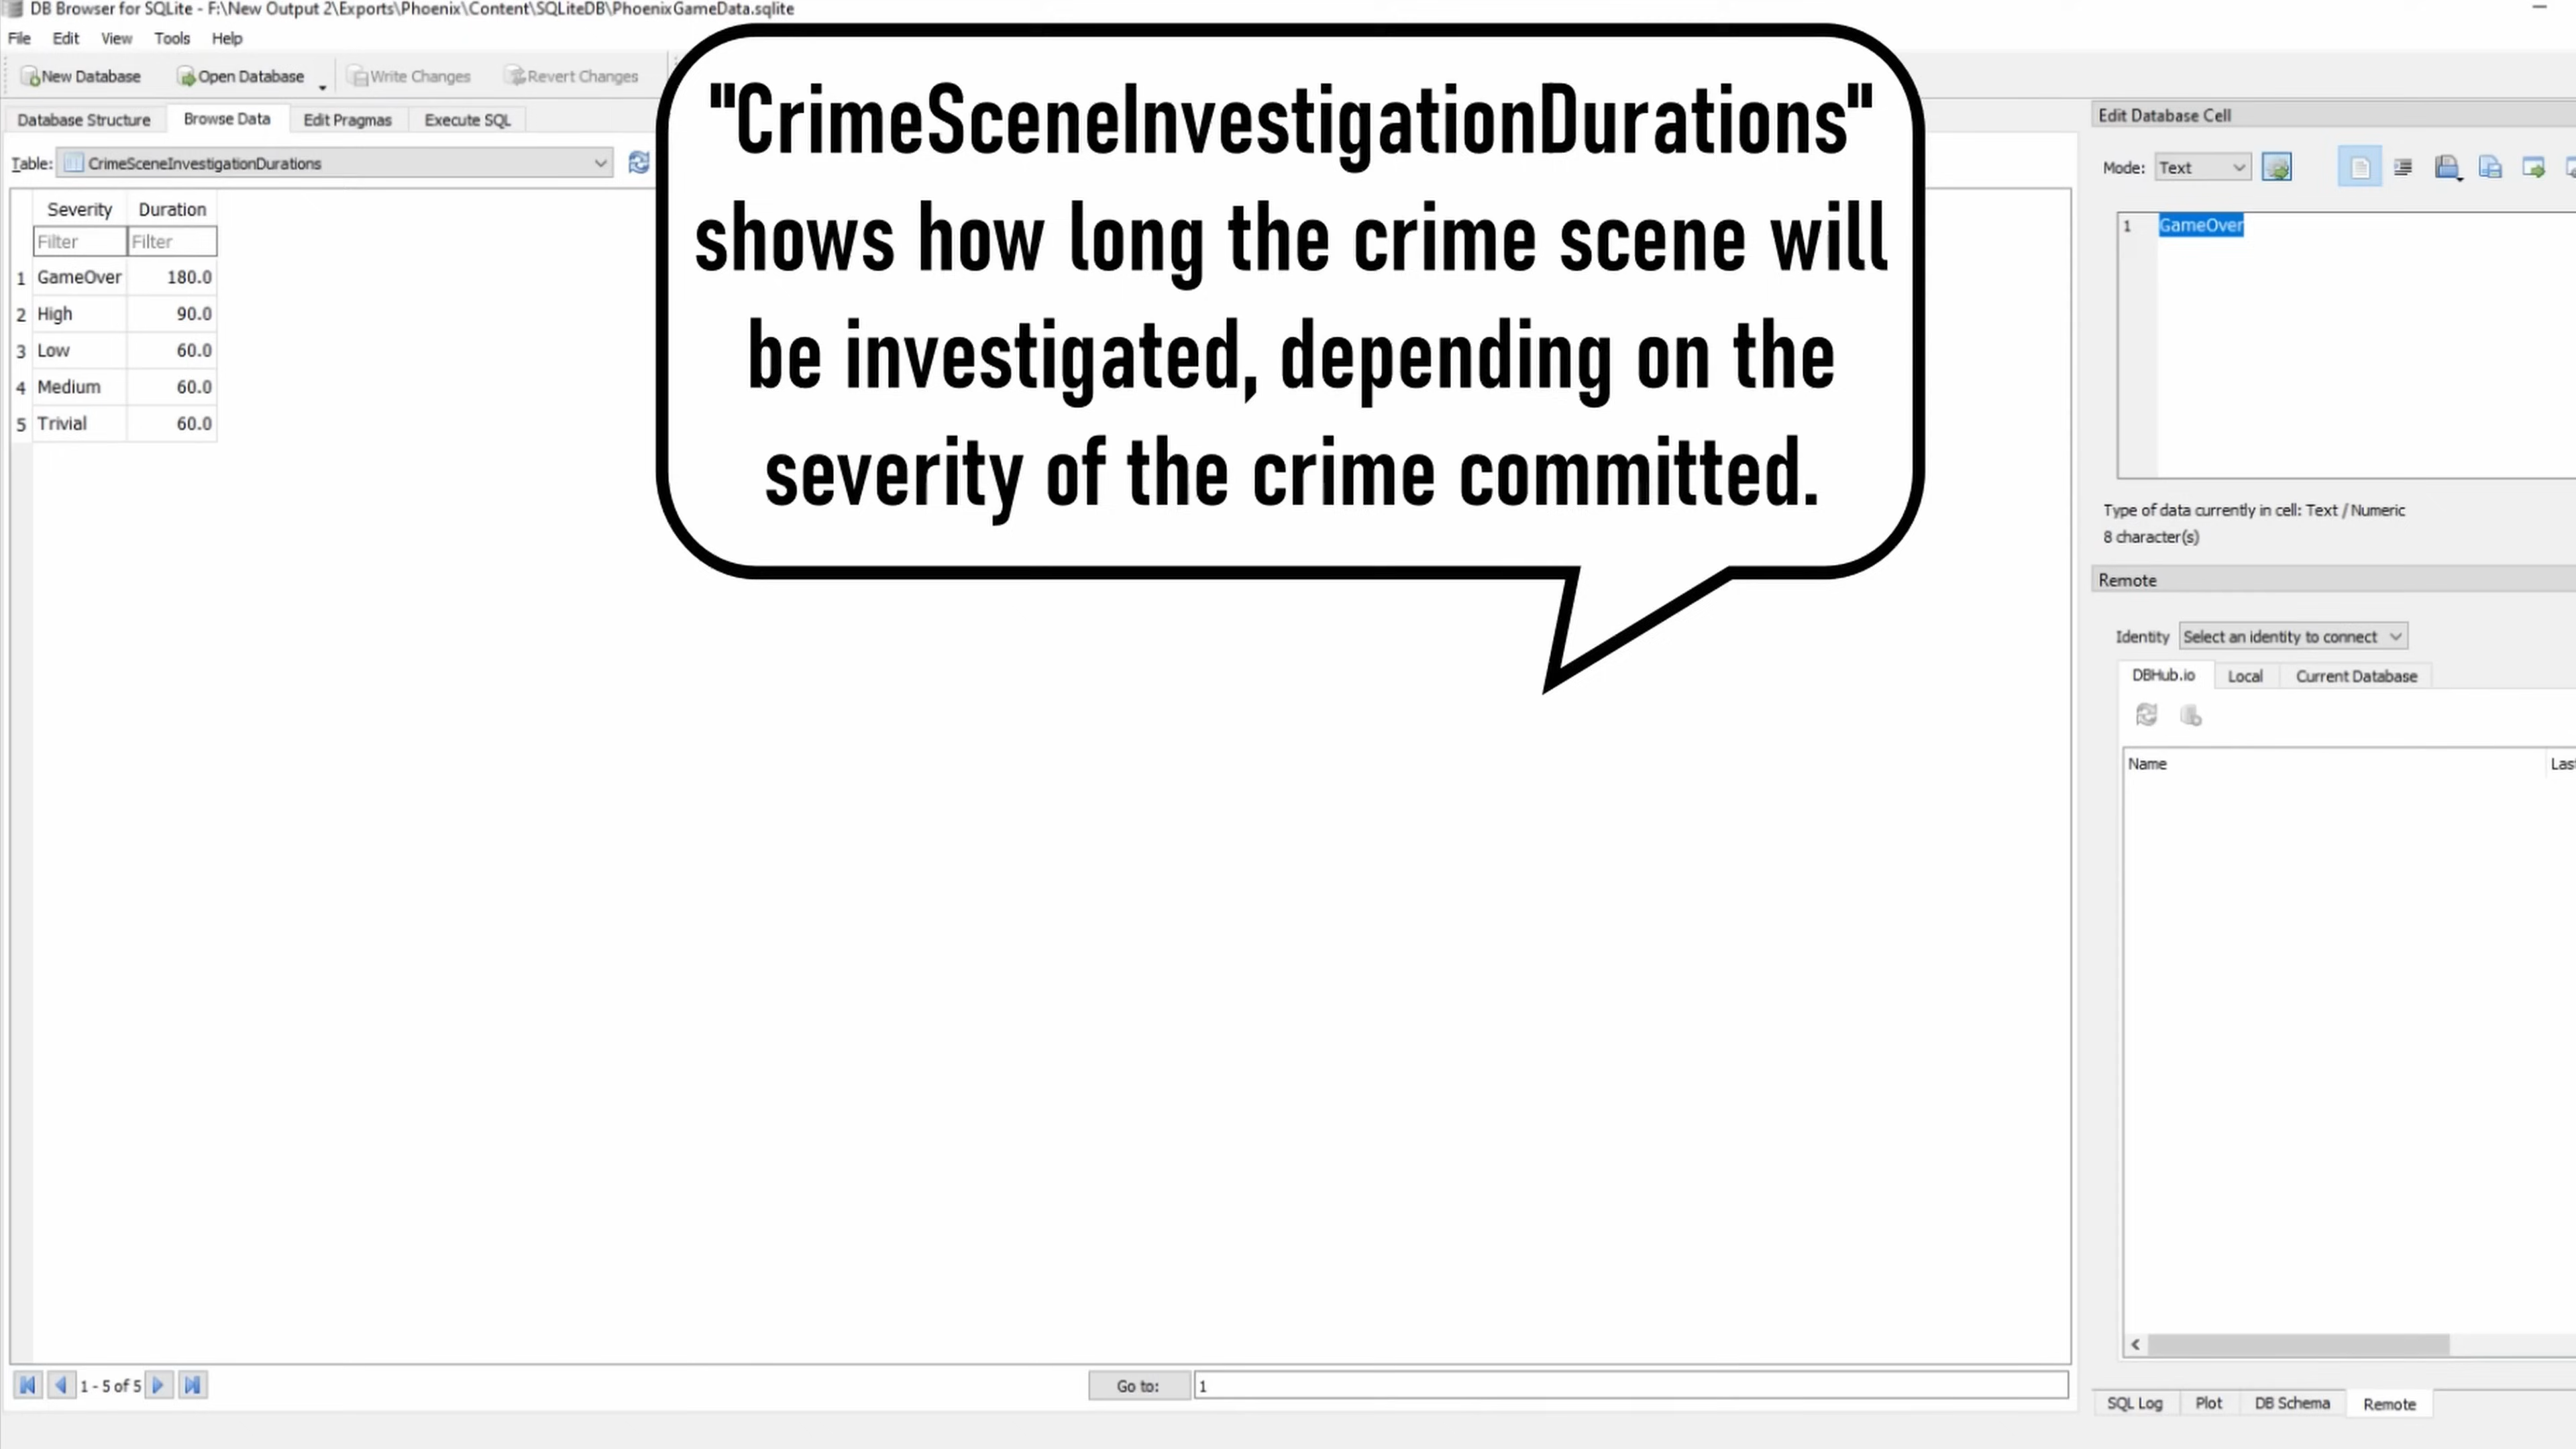 DB Browser for SQLite - F:\New Output 2\Exports\Phoenix\Content\SQLiteDB\PhoenixGameData.sqlite
File Edit View Tools Help
New Database Open Database Write Changes Revert Changes
Database Structure Browse Data Edit Pragmas Execute SQL
Table: CrimeSceneInvestigationDurations
Severity Duration
Filter Filter
1 GameOver 180.0
2 High 90.0
3 Low 60.0
4 Medium 60.0
5 Trivial 60.0
"CrimeSceneInvestigationDurations"
shows how long the crime scene will
be investigated, depending on the
severity of the crime committed.
Edit Database Cell
Mode: Text
1 GameOver
Type of data currently in cell: Text / Numeric
8 character(s)
Remote
Identity Select an identity to connect
DBHub.io Local Current Database
Name
1 - 5 of 5
Go to: 1
SQL Log Plot DB Schema Remote